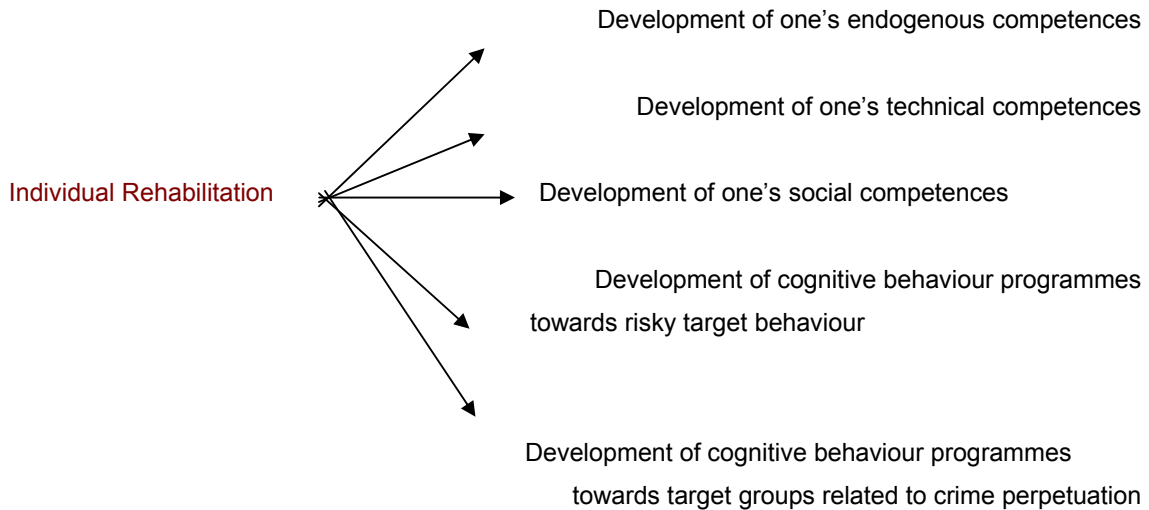 Development of one’s endogenous competences
Development of one’s technical competences
Individual Rehabilitation
Development of one’s social competences
Development of cognitive behaviour programmes
towards risky target behaviour
Development of cognitive behaviour programmes
towards target groups related to crime perpetuation